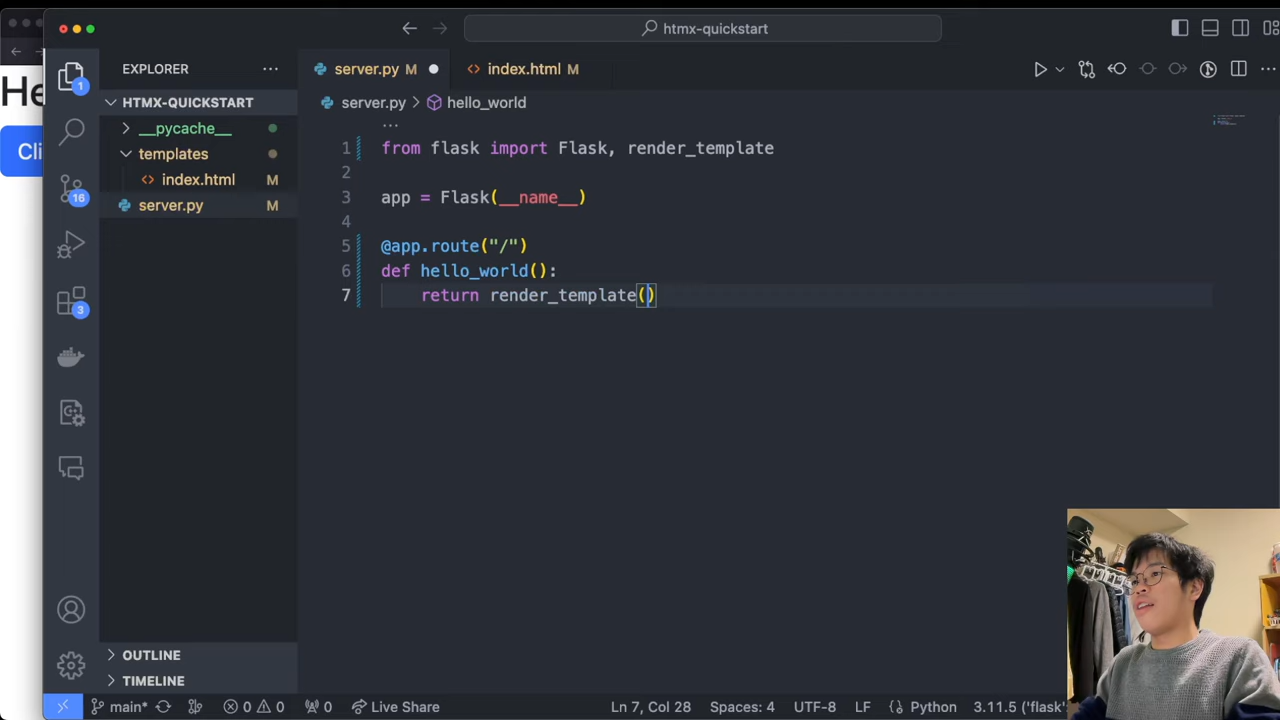 He
Cli
htmx-quickstart
EXPLORER
HTMX-QUICKSTART
__pycache__
templates
index.html M
server.py M
OUTLINE
TIMELINE
1
16
3
server.py M
index.html M
server.py > hello_world
1 from flask import Flask, render_template
2
3 app = Flask(__name__)
4
5 @app.route("/")
6 def hello_world():
7 return render_template()
main* 0 0 0 Live Share Ln 7, Col 28 Spaces: 4 UTF-8 LF {} Python 3.11.5 ('flask'